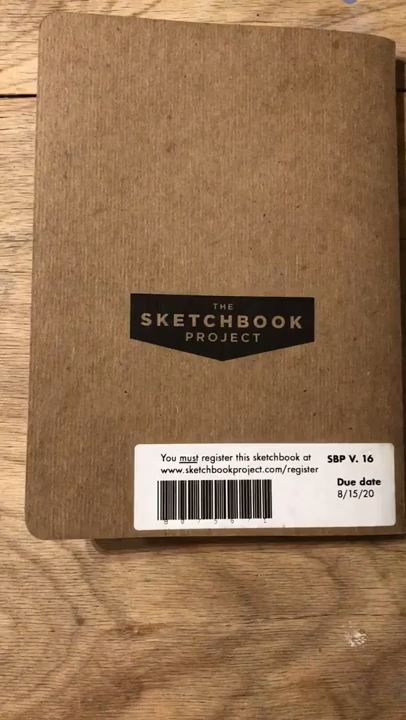 THE
SKETCHBOOK
PROJECT
You must register this sketchbook at
www.sketchbookproject.com/register
SBP V. 16
Due date
8/15/20